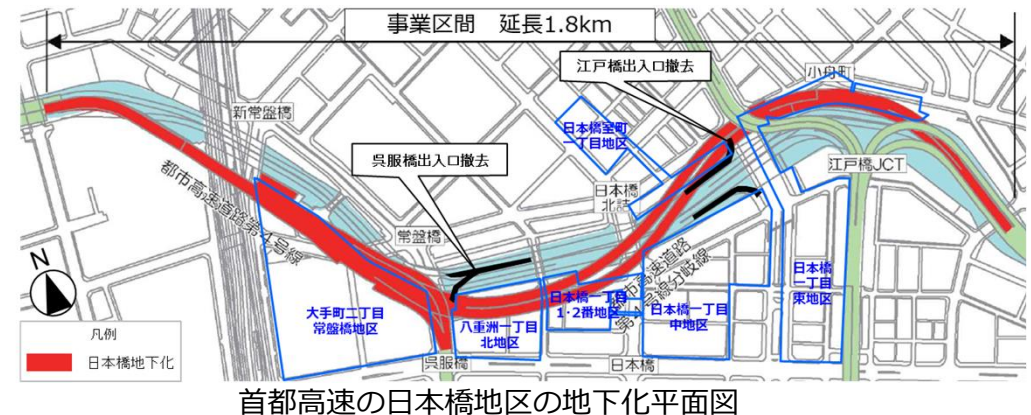 事業区間 延長1.8km
江戸橋出入口撤去
小舟町
新常盤橋
日本橋室町
一丁目地区
呉服橋出入口撤去
江戸橋JCT
都市高速道路第4号線
日本橋
北詰
常盤橋
都市高速道路
第4号線分岐線
N
大手町二丁目
常盤橋地区
八重洲一丁目
北地区
日本橋一丁目
1・2番地区
日本橋一丁目
中地区
日本橋
一丁目
東地区
凡例
日本橋地下化
呉服橋
日本橋
首都高速の日本橋地区の地下化平面図